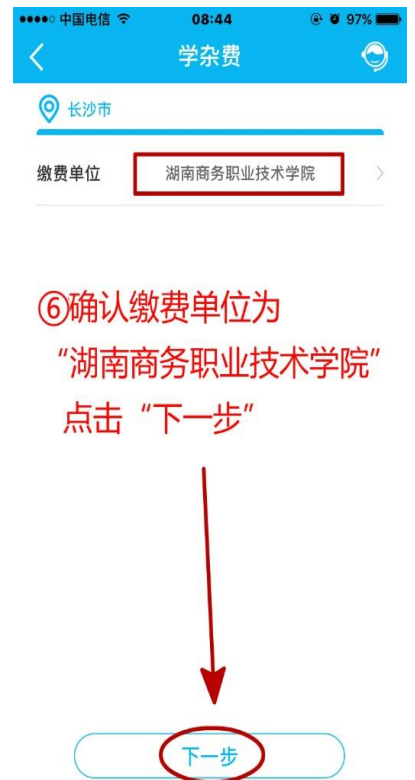 中国电信 08:44 97%
学杂费
长沙市
缴费单位 湖南商务职业技术学院
⑥确认缴费单位为
“湖南商务职业技术学院”
点击“下一步”
下一步